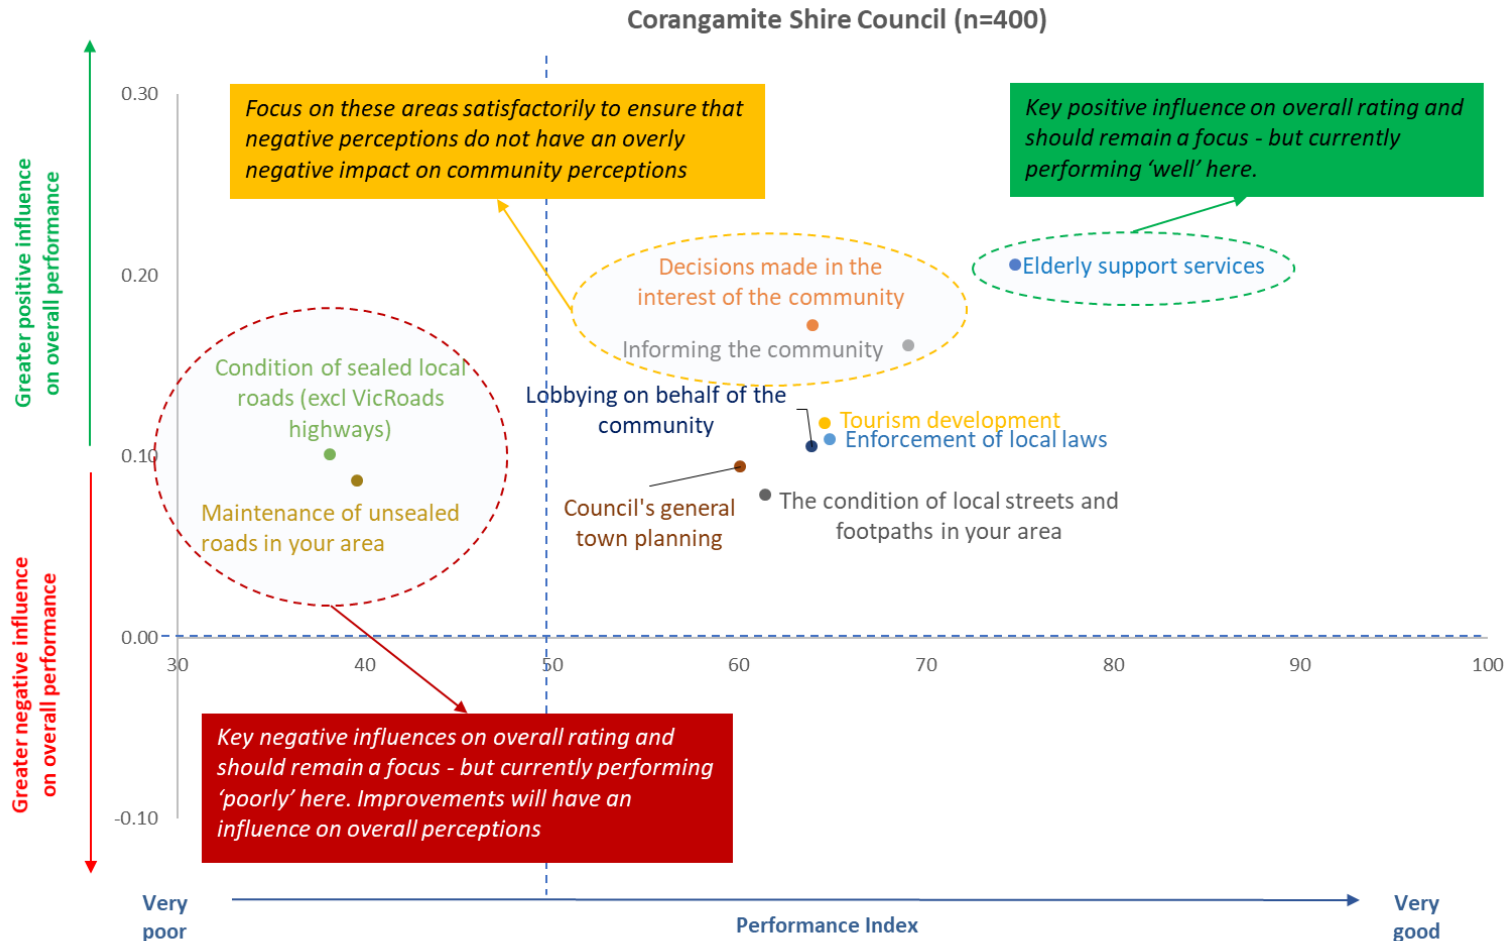 Corangamite Shire Council (n=400)
Greater positive influence
on overall performance
Greater negative influence
on overall performance
0.30
0.20
0.10
0.00
-0.10
Focus on these areas satisfactorily to ensure that
negative perceptions do not have an overly
negative impact on community perceptions
Key positive influence on overall rating and
should remain a focus - but currently
performing ‘well’ here.
Decisions made in the
interest of the community
Informing the community
Elderly support services
Condition of sealed local
roads (excl VicRoads
highways)
Maintenance of unsealed
roads in your area
Lobbying on behalf of the
community
Tourism development
Enforcement of local laws
Council's general
town planning
The condition of local streets and
footpaths in your area
30
40
50
60
70
80
90
100
Key negative influences on overall rating and
should remain a focus - but currently performing
‘poorly’ here. Improvements will have an
influence on overall perceptions
Very
poor
Performance Index
Very
good